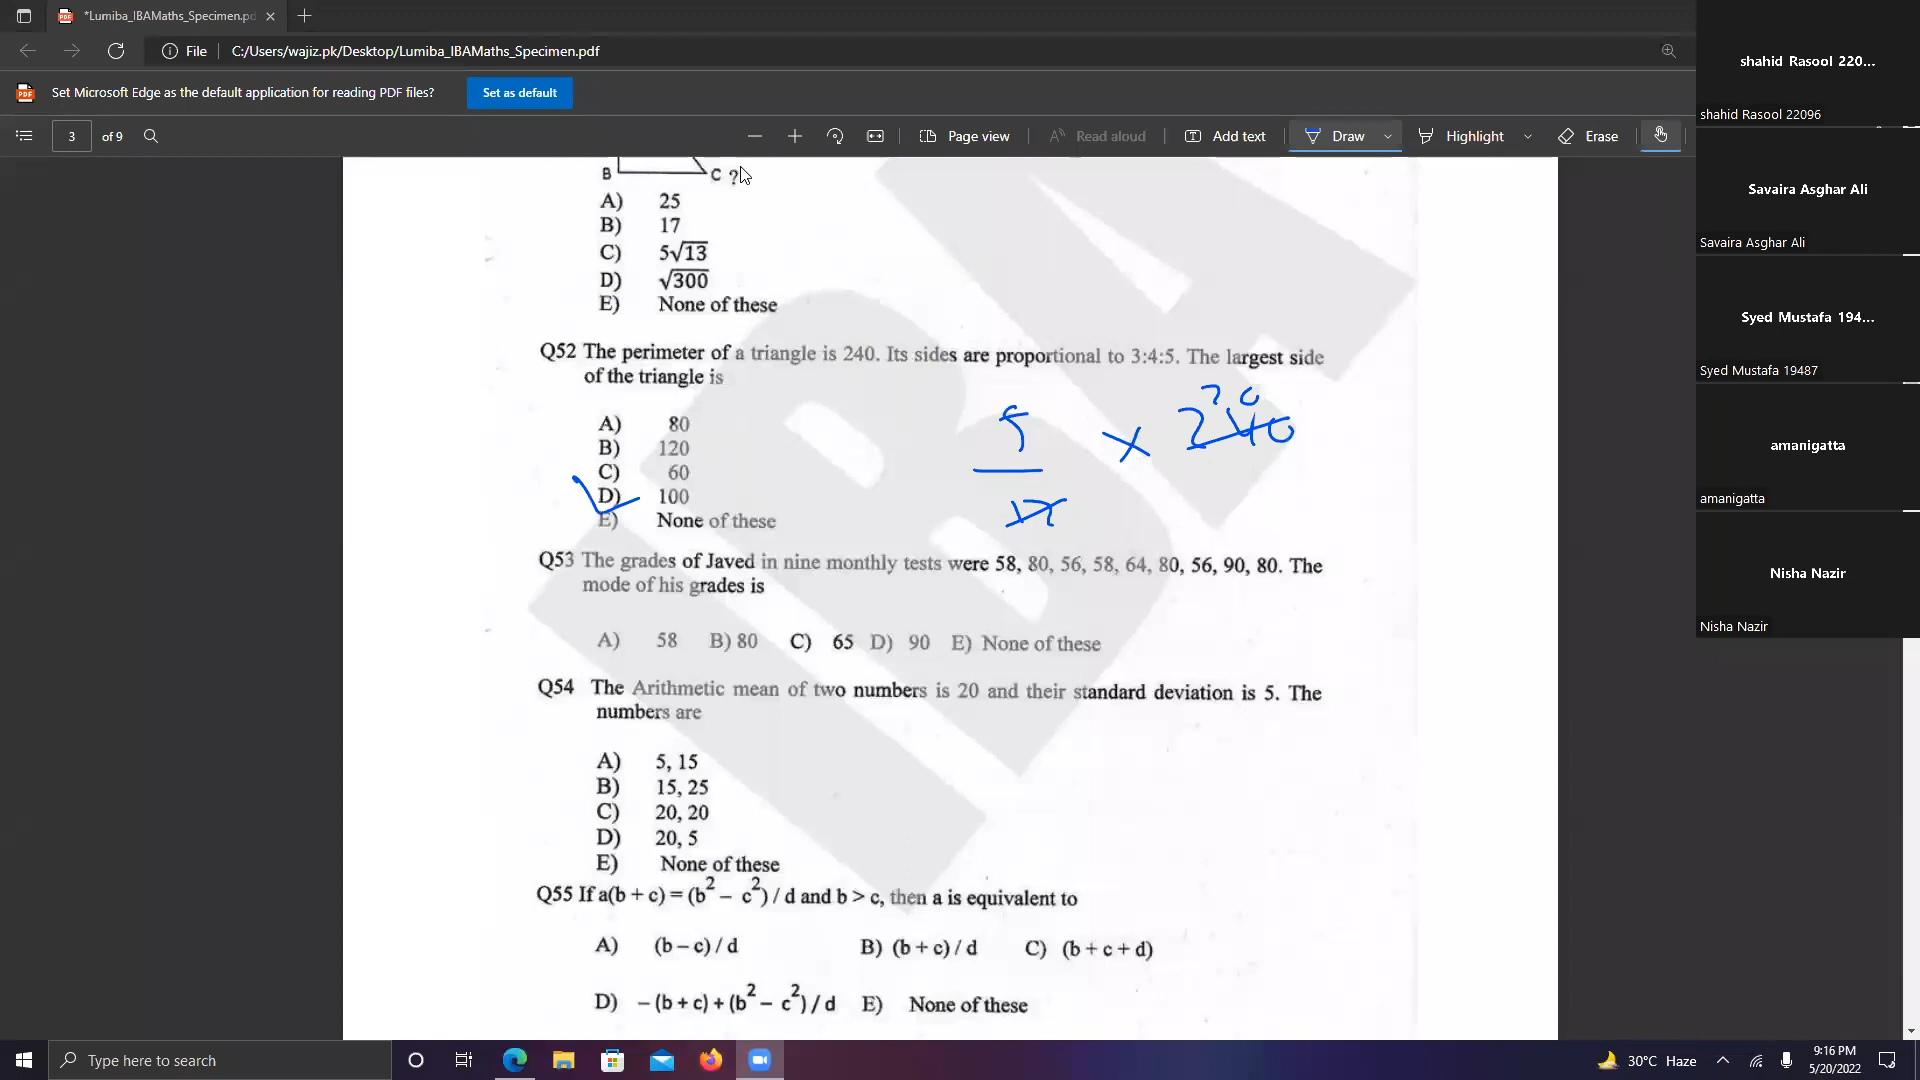 *Lumiba_IBAMaths_Specimen.pd
File
C:/Users/wajiz.pk/Desktop/Lumiba_IBAMaths_Specimen.pdf
Set Microsoft Edge as the default application for reading PDF files?
Set as default
3 of 9
Page view
Read aloud
Add text
Draw
Highlight
Erase
shahid Rasool 220...
shahid Rasool 22096
Savaira Asghar Ali
Savaira Asghar Ali
Syed Mustafa 194...
Syed Mustafa 19487
amanigatta
amanigatta
Nisha Nazir
Nisha Nazir
B C ?
A) 25
B) 17
C) 5√13
D) √300
E) None of these
Q52 The perimeter of a triangle is 240. Its sides are proportional to 3:4:5. The largest side
of the triangle is
A) 80
B) 120
C) 60
D) 100
E) None of these
5
× 240
12
Q53 The grades of Javed in nine monthly tests were 58, 80, 56, 58, 64, 80, 56, 90, 80. The
mode of his grades is
A) 58 B) 80 C) 65 D) 90 E) None of these
Q54 The Arithmetic mean of two numbers is 20 and their standard deviation is 5. The
numbers are
A) 5, 15
B) 15, 25
C) 20, 20
D) 20, 5
E) None of these
Q55 If a(b + c) = (b² − c²) / d and b > c, then a is equivalent to
A) (b − c) / d B) (b + c) / d C) (b + c + d)
D) − (b + c) + (b² − c²) / d E) None of these
IBA
Type here to search
30°C Haze
9:16 PM
5/20/2022